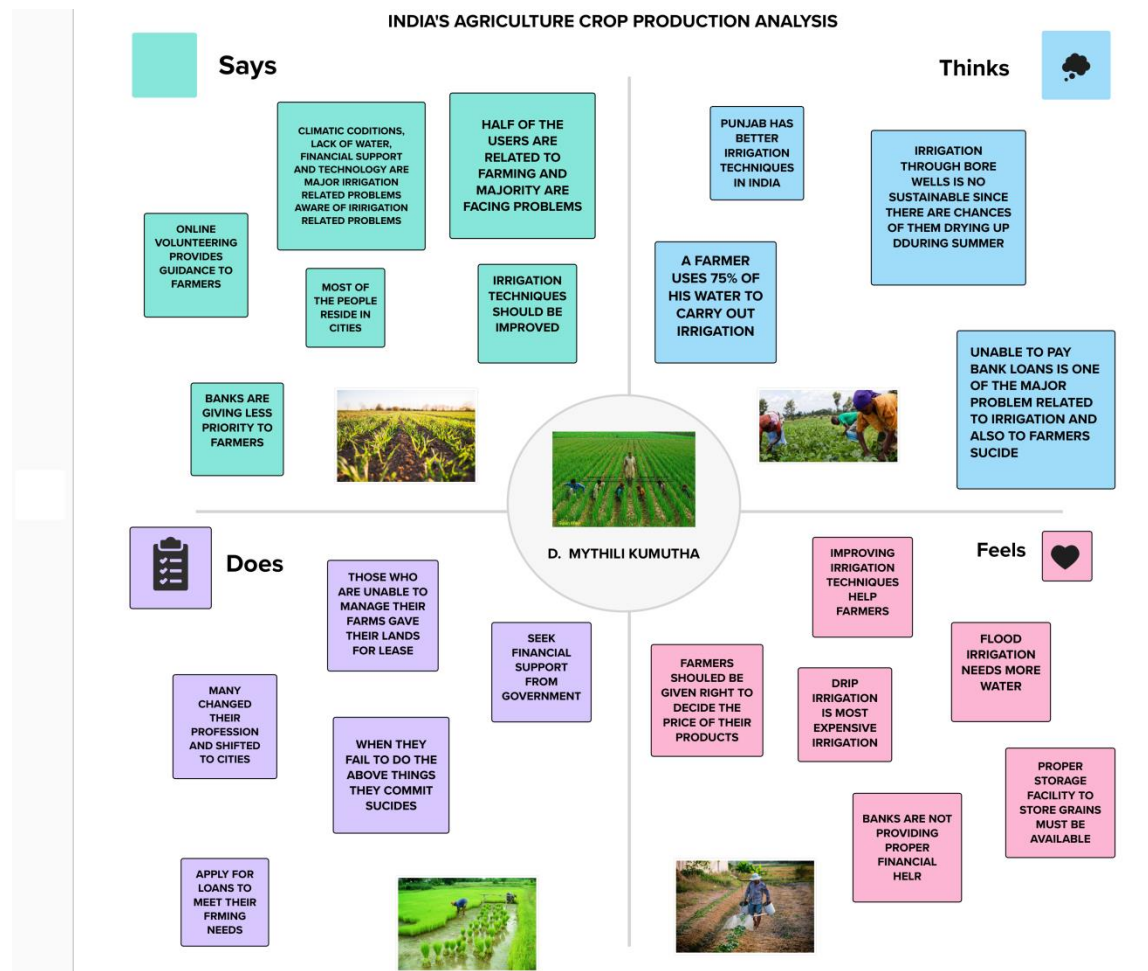 INDIA'S AGRICULTURE CROP PRODUCTION ANALYSIS
Says
CLIMATIC CODITIONS,
LACK OF WATER,
FINANCIAL SUPPORT
AND TECHNOLOGY ARE
MAJOR IRRIGATION
RELATED PROBLEMS
AWARE OF IRIRIGATION
RELATED PROBLEMS
HALF OF THE
USERS ARE
RELATED TO
FARMING AND
MAJORITY ARE
FACING PROBLEMS
ONLINE
VOLUNTEERING
PROVIDES
GUIDANCE TO
FARMERS
MOST OF
THE PEOPLE
RESIDE IN
CITIES
IRRIGATION
TECHNIQUES
SHOULD BE
IMPROVED
BANKS ARE
GIVING LESS
PRIORITY TO
FARMERS
Thinks
PUNJAB HAS
BETTER
IRRIGATION
TECHNIQUES
IN INDIA
IRRIGATION
THROUGH BORE
WELLS IS NO
SUSTAINABLE SINCE
THERE ARE CHANCES
OF THEM DRYING UP
DDURING SUMMER
A FARMER
USES 75% OF
HIS WATER TO
CARRY OUT
IRRIGATION
UNABLE TO PAY
BANK LOANS IS ONE
OF THE MAJOR
PROBLEM RELATED
TO IRRIGATION AND
ALSO TO FARMERS
SUCIDE
D. MYTHILI KUMUTHA
Does
THOSE WHO
ARE UNABLE TO
MANAGE THEIR
FARMS GAVE
THEIR LANDS
FOR LEASE
SEEK
FINANCIAL
SUPPORT
FROM
GOVERNMENT
MANY
CHANGED
THEIR
PROFESSION
AND SHIFTED
TO CITIES
WHEN THEY
FAIL TO DO THE
ABOVE THINGS
THEY COMMIT
SUCIDES
APPLY FOR
LOANS TO
MEET THEIR
FRMING
NEEDS
Feels
IMPROVING
IRRIGATION
TECHNIQUES
HELP
FARMERS
FLOOD
IRRIGATION
NEEDS MORE
WATER
FARMERS
SHOULED BE
GIVEN RIGHT TO
DECIDE THE
PRICE OF THEIR
PRODUCTS
DRIP
IRRIGATION
IS MOST
EXPENSIVE
IRRIGATION
PROPER
STORAGE
FACILITY TO
STORE GRAINS
MUST BE
AVAILABLE
BANKS ARE NOT
PROVIDING
PROPER
FINANCIAL
HELR